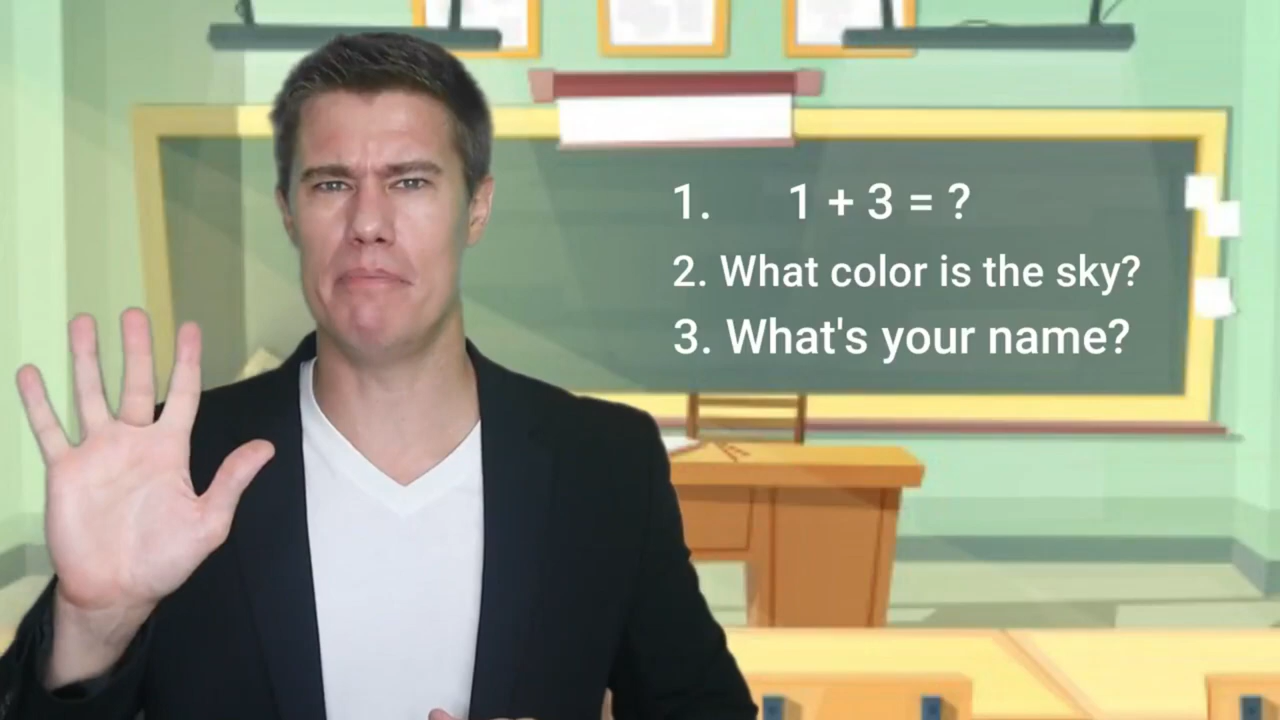 1. 1 + 3 = ?
2. What color is the sky?
3. What's your name?